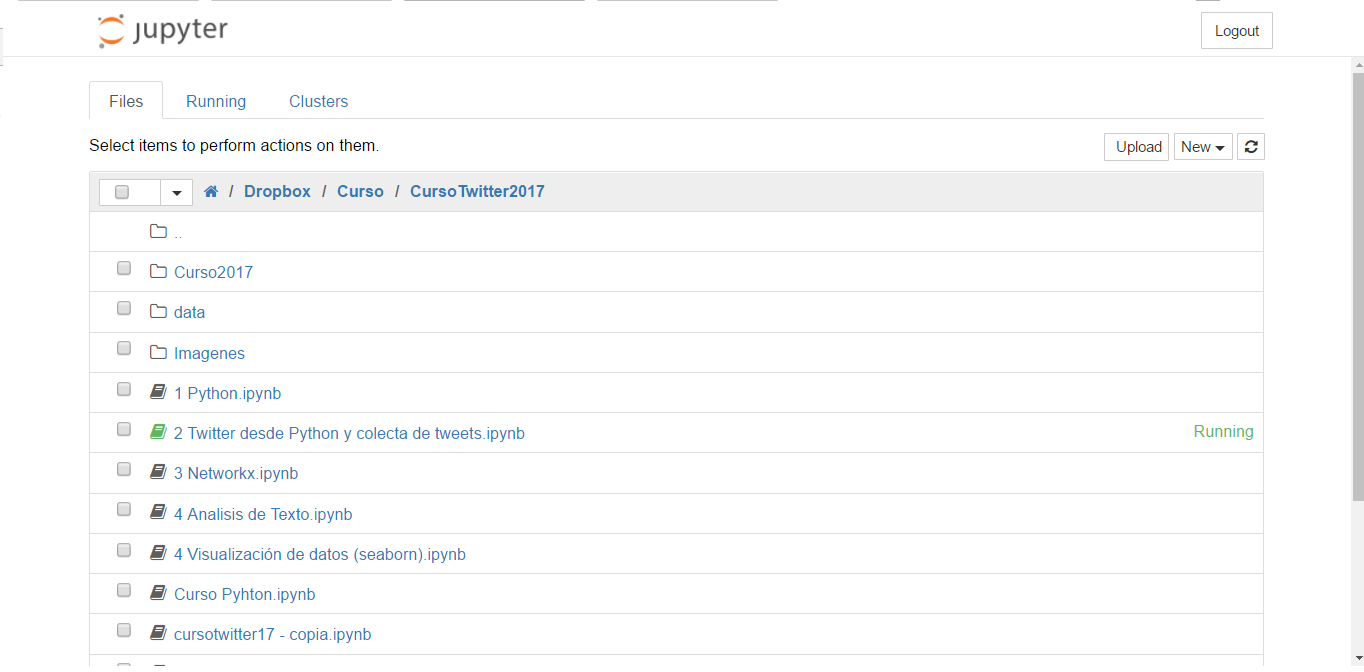 jupyter
Logout
Files Running Clusters
Select items to perform actions on them.
Upload New
/ Dropbox / Curso / CursoTwitter2017
..
Curso2017
data
Imagenes
1 Python.ipynb
2 Twitter desde Python y colecta de tweets.ipynb Running
3 Networkx.ipynb
4 Analisis de Texto.ipynb
4 Visualización de datos (seaborn).ipynb
Curso Pyhton.ipynb
cursotwitter17 - copia.ipynb